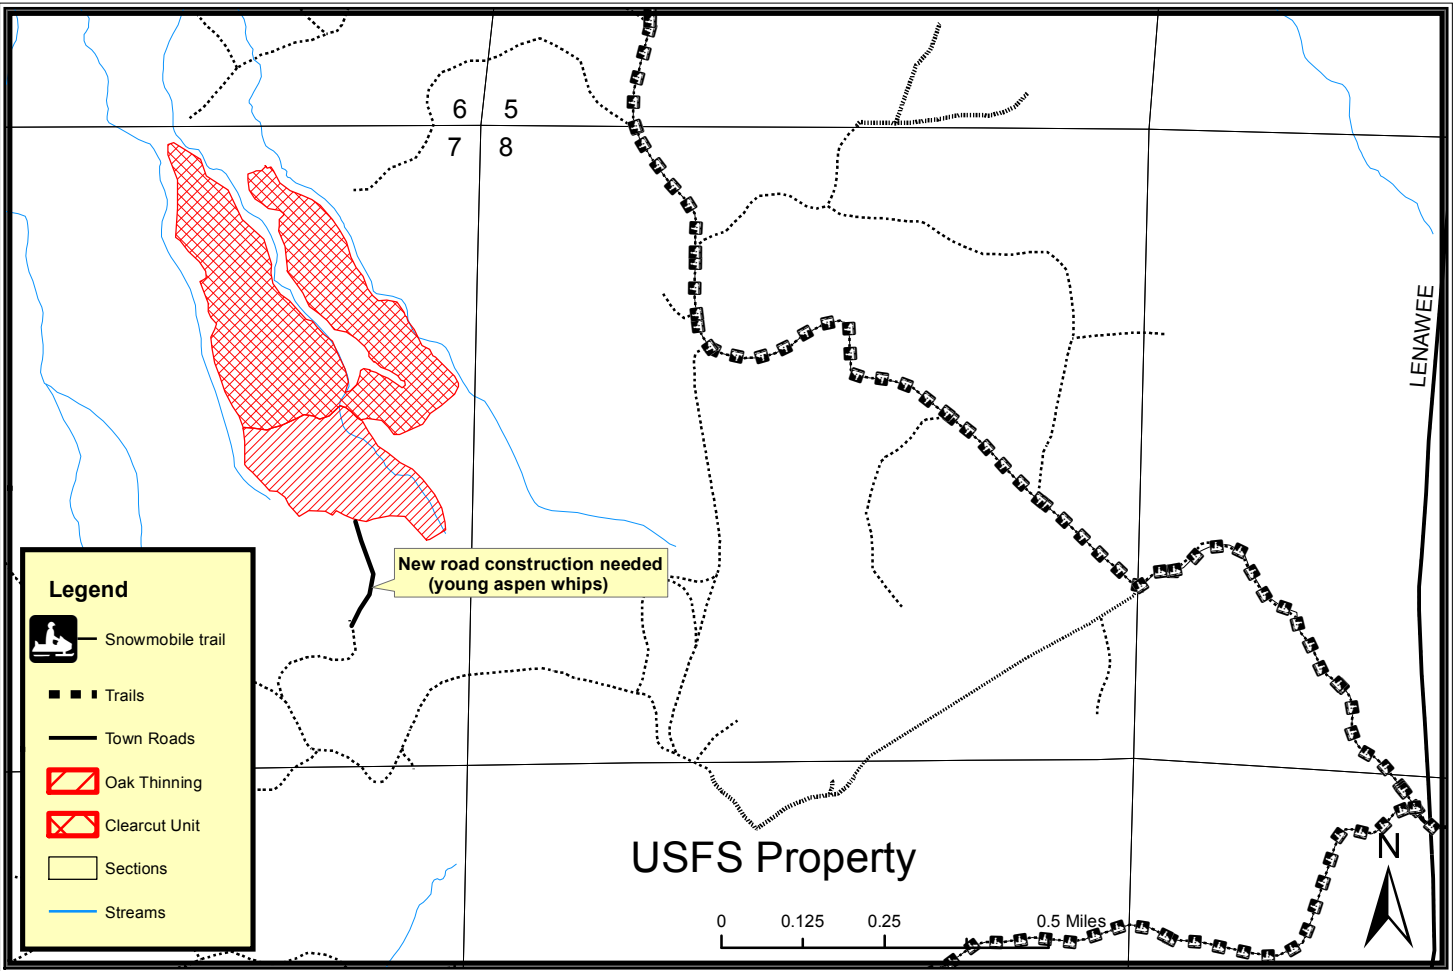 6 5
7 8
LENAWEE
New road construction needed
(young aspen whips)
Legend
Snowmobile trail
Trails
Town Roads
Oak Thinning
Clearcut Unit
Sections
Streams
USFS Property
0 0.125 0.25 0.5 Miles
N